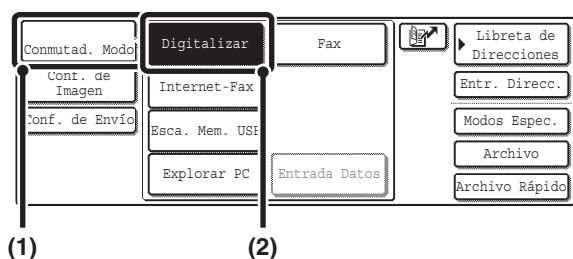 Conmutad. Modo
Digitalizar
Fax
Libreta de
Direcciones
Conf. de
Imagen
Internet-Fax
Entr. Direcc.
Conf. de Envío
Esca. Mem. USB
Modos Espec.
Archivo
Explorar PC
Entrada Datos
Archivo Rápido
(1)
(2)